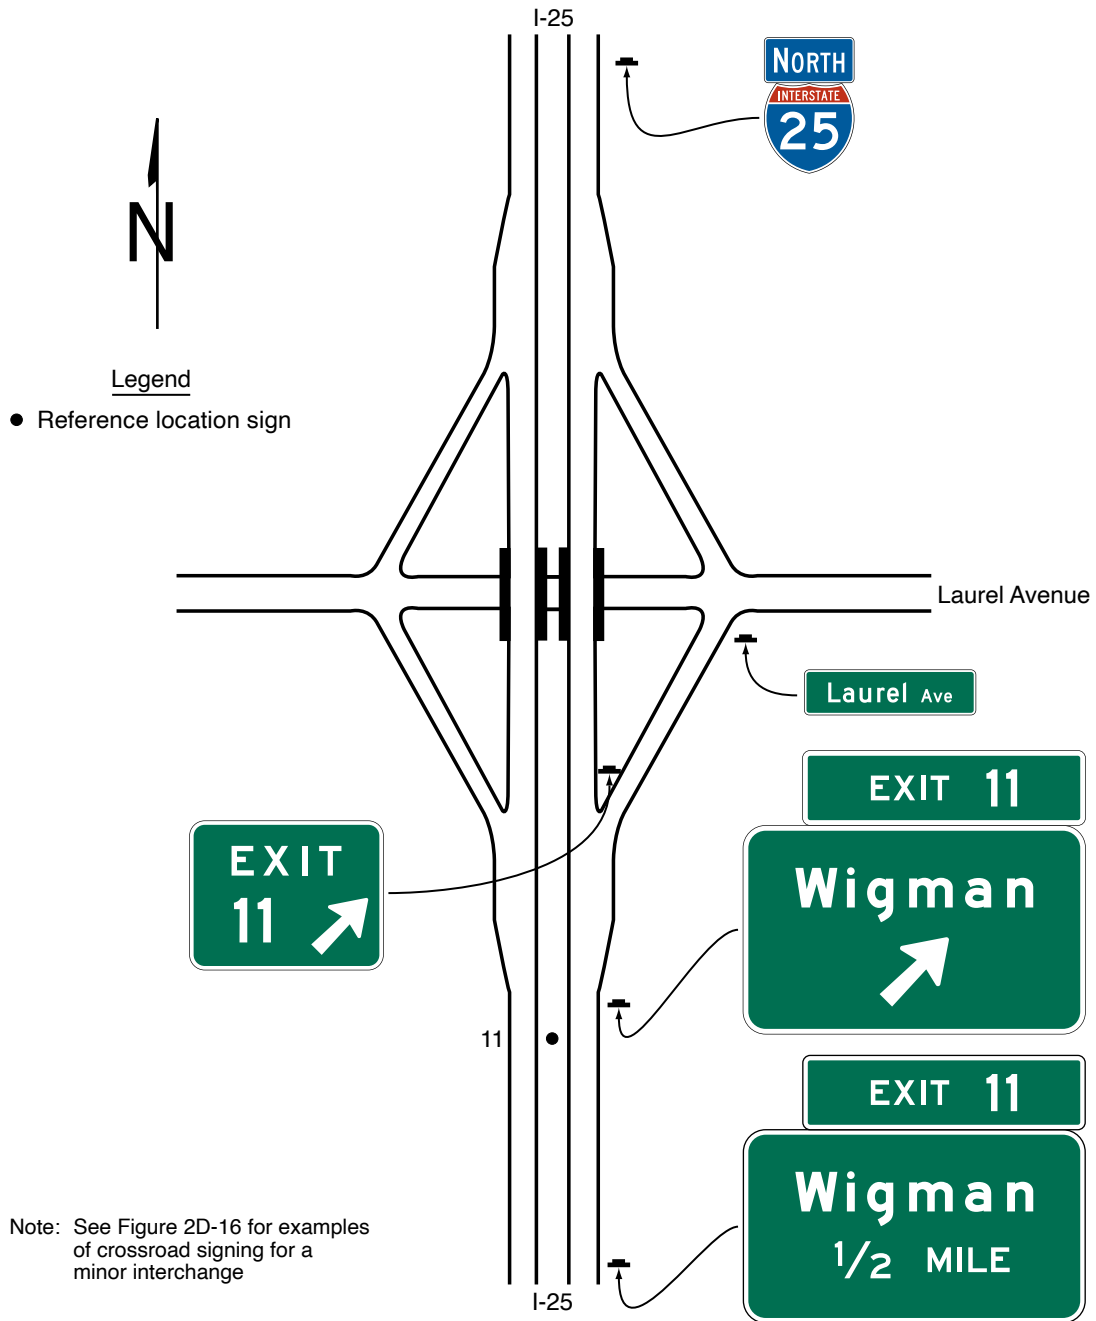 I-25
NORTH
INTERSTATE
25
N
Legend
Reference location sign
Laurel Avenue
Laurel Ave
EXIT 11
Wigman
EXIT
11
11
EXIT 11
Wigman
1/2 MILE
Note: See Figure 2D-16 for examples
of crossroad signing for a
minor interchange
I-25